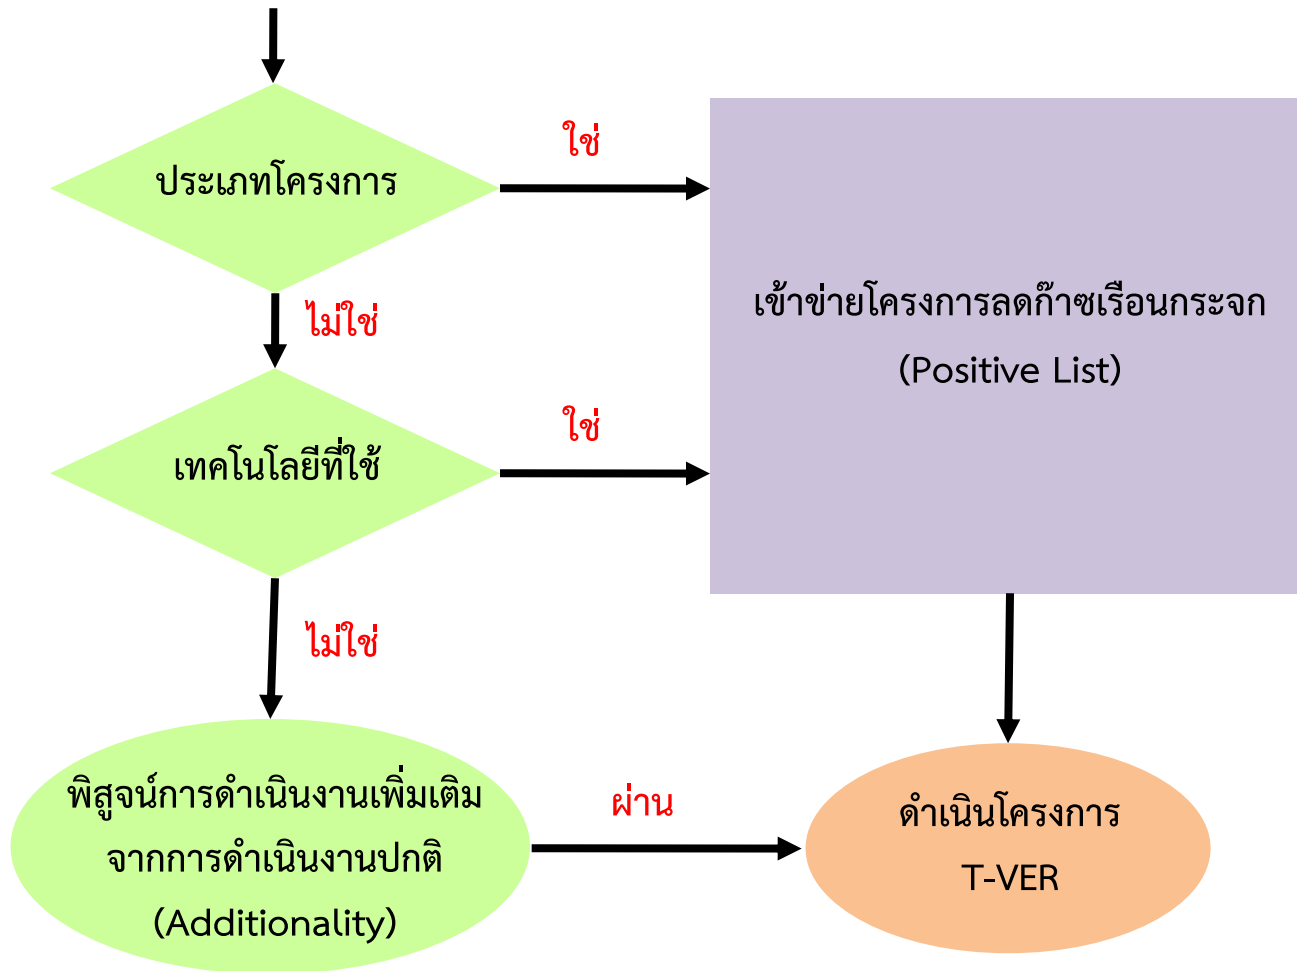 ประเภทโครงการ
ใช่
ไม่ใช่
เข้าข่ายโครงการลดก๊าซเรือนกระจก
(Positive List)
เทคโนโลยีที่ใช้
ใช่
ไม่ใช่
พิสูจน์การดำเนินงานเพิ่มเติม
จากการดำเนินงานปกติ
(Additionality)
ผ่าน
ดำเนินโครงการ
T-VER